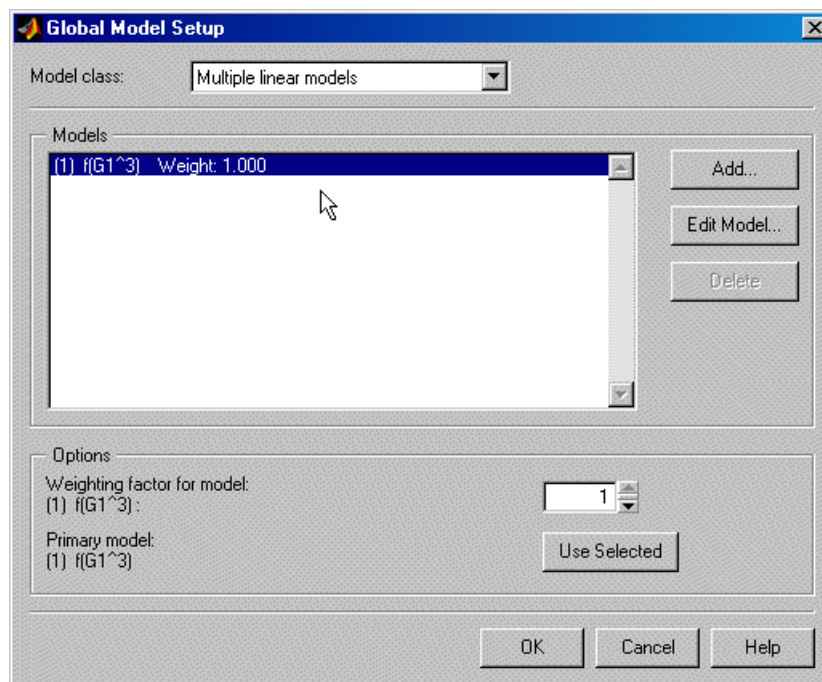 Global Model Setup
Model class:
Multiple linear models
Models
(1) f(G1^3) Weight: 1.000
Add...
Edit Model...
Delete
Options
Weighting factor for model:
(1) f(G1^3) :
1
Primary model:
(1) f(G1^3)
Use Selected
OK
Cancel
Help